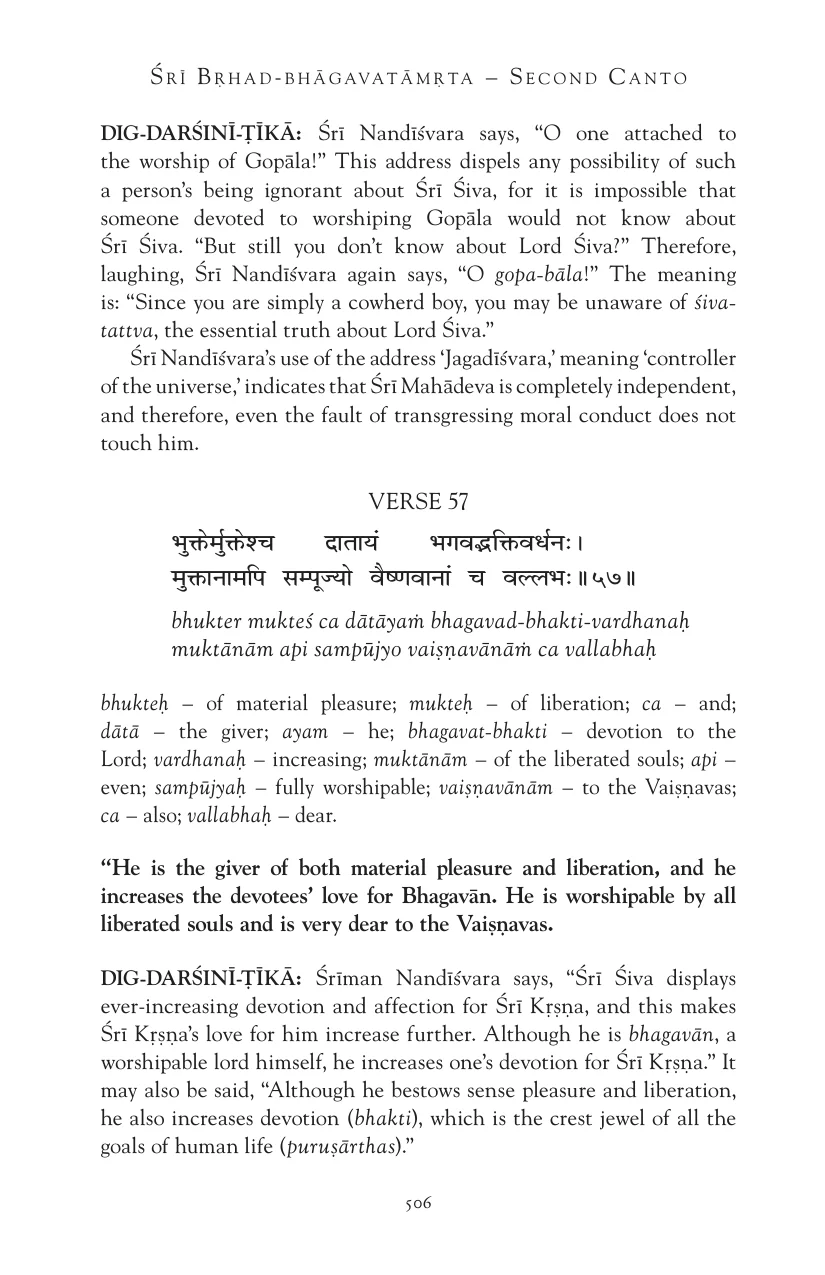 ŚRĪ BṚHAD-BHĀGAVATĀMṚTA – SECOND CANTO
DIG-DARŚINĪ-ṬĪKĀ: Śrī Nandīśvara says, “O one attached to
the worship of Gopāla!” This address dispels any possibility of such
a person’s being ignorant about Śrī Śiva, for it is impossible that
someone devoted to worshiping Gopāla would not know about
Śrī Śiva. “But still you don’t know about Lord Śiva?” Therefore,
laughing, Śrī Nandīśvara again says, “O gopa-bāla!” The meaning
is: “Since you are simply a cowherd boy, you may be unaware of śiva-
tattva, the essential truth about Lord Śiva.”
Śrī Nandīśvara’s use of the address ‘Jagadīśvara,’ meaning ‘controller
of the universe,’ indicates that Śrī Mahādeva is completely independent,
and therefore, even the fault of transgressing moral conduct does not
touch him.
VERSE 57
भुक्तेर्मुक्तेश्च दातायं भगवद्भक्तिवर्धनः।
मुक्तानामपि सम्पूज्यो वैष्णवानां च वल्लभः॥५७॥
bhukter mukteś ca dātāyaṁ bhagavad-bhakti-vardhanaḥ
muktānām api sampūjyo vaiṣṇavānāṁ ca vallabhaḥ
bhukteḥ – of material pleasure; mukteḥ – of liberation; ca – and;
dātā – the giver; ayam – he; bhagavat-bhakti – devotion to the
Lord; vardhanaḥ – increasing; muktānām – of the liberated souls; api –
even; sampūjyaḥ – fully worshipable; vaiṣṇavānām – to the Vaiṣṇavas;
ca – also; vallabhaḥ – dear.
“He is the giver of both material pleasure and liberation, and he
increases the devotees’ love for Bhagavān. He is worshipable by all
liberated souls and is very dear to the Vaiṣṇavas.
DIG-DARŚINĪ-ṬĪKĀ: Śrīman Nandīśvara says, “Śrī Śiva displays
ever-increasing devotion and affection for Śrī Kṛṣṇa, and this makes
Śrī Kṛṣṇa’s love for him increase further. Although he is bhagavān, a
worshipable lord himself, he increases one’s devotion for Śrī Kṛṣṇa.” It
may also be said, “Although he bestows sense pleasure and liberation,
he also increases devotion (bhakti), which is the crest jewel of all the
goals of human life (puruṣārthas).”
506